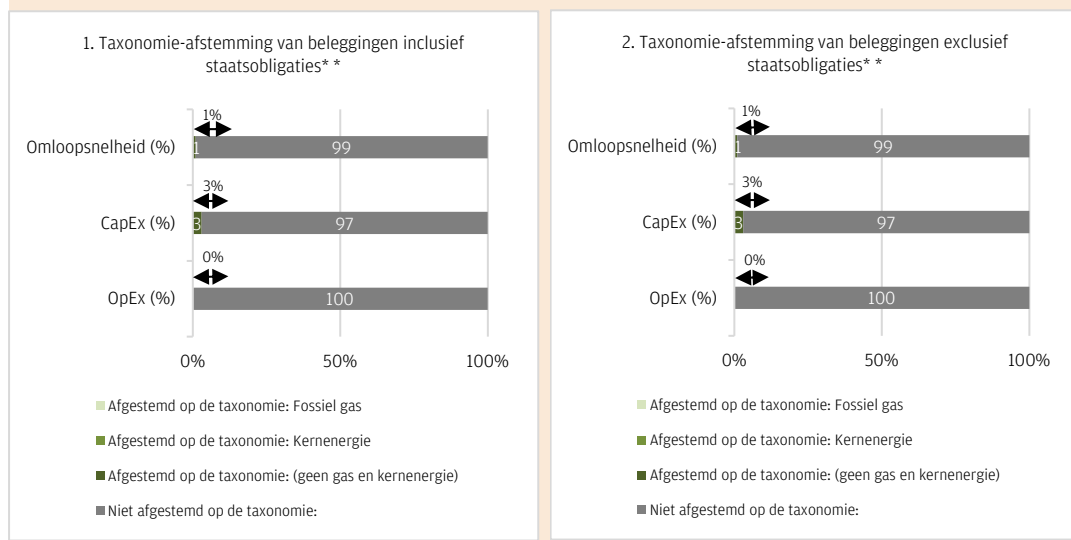 1. Taxonomie-afstemming van beleggingen inclusief
staatsobligaties* *
1%
Omloopsnelheid (%)
1
99
3%
CapEx (%)
3
97
0%
OpEx (%)
100
0%
50%
100%
Afgestemd op de taxonomie: Fossiel gas
Afgestemd op de taxonomie: Kernenergie
Afgestemd op de taxonomie: (geen gas en kernenergie)
Niet afgestemd op de taxonomie:
2. Taxonomie-afstemming van beleggingen exclusief
staatsobligaties* *
1%
Omloopsnelheid (%)
1
99
3%
CapEx (%)
3
97
0%
OpEx (%)
100
0%
50%
100%
Afgestemd op de taxonomie: Fossiel gas
Afgestemd op de taxonomie: Kernenergie
Afgestemd op de taxonomie: (geen gas en kernenergie)
Niet afgestemd op de taxonomie: